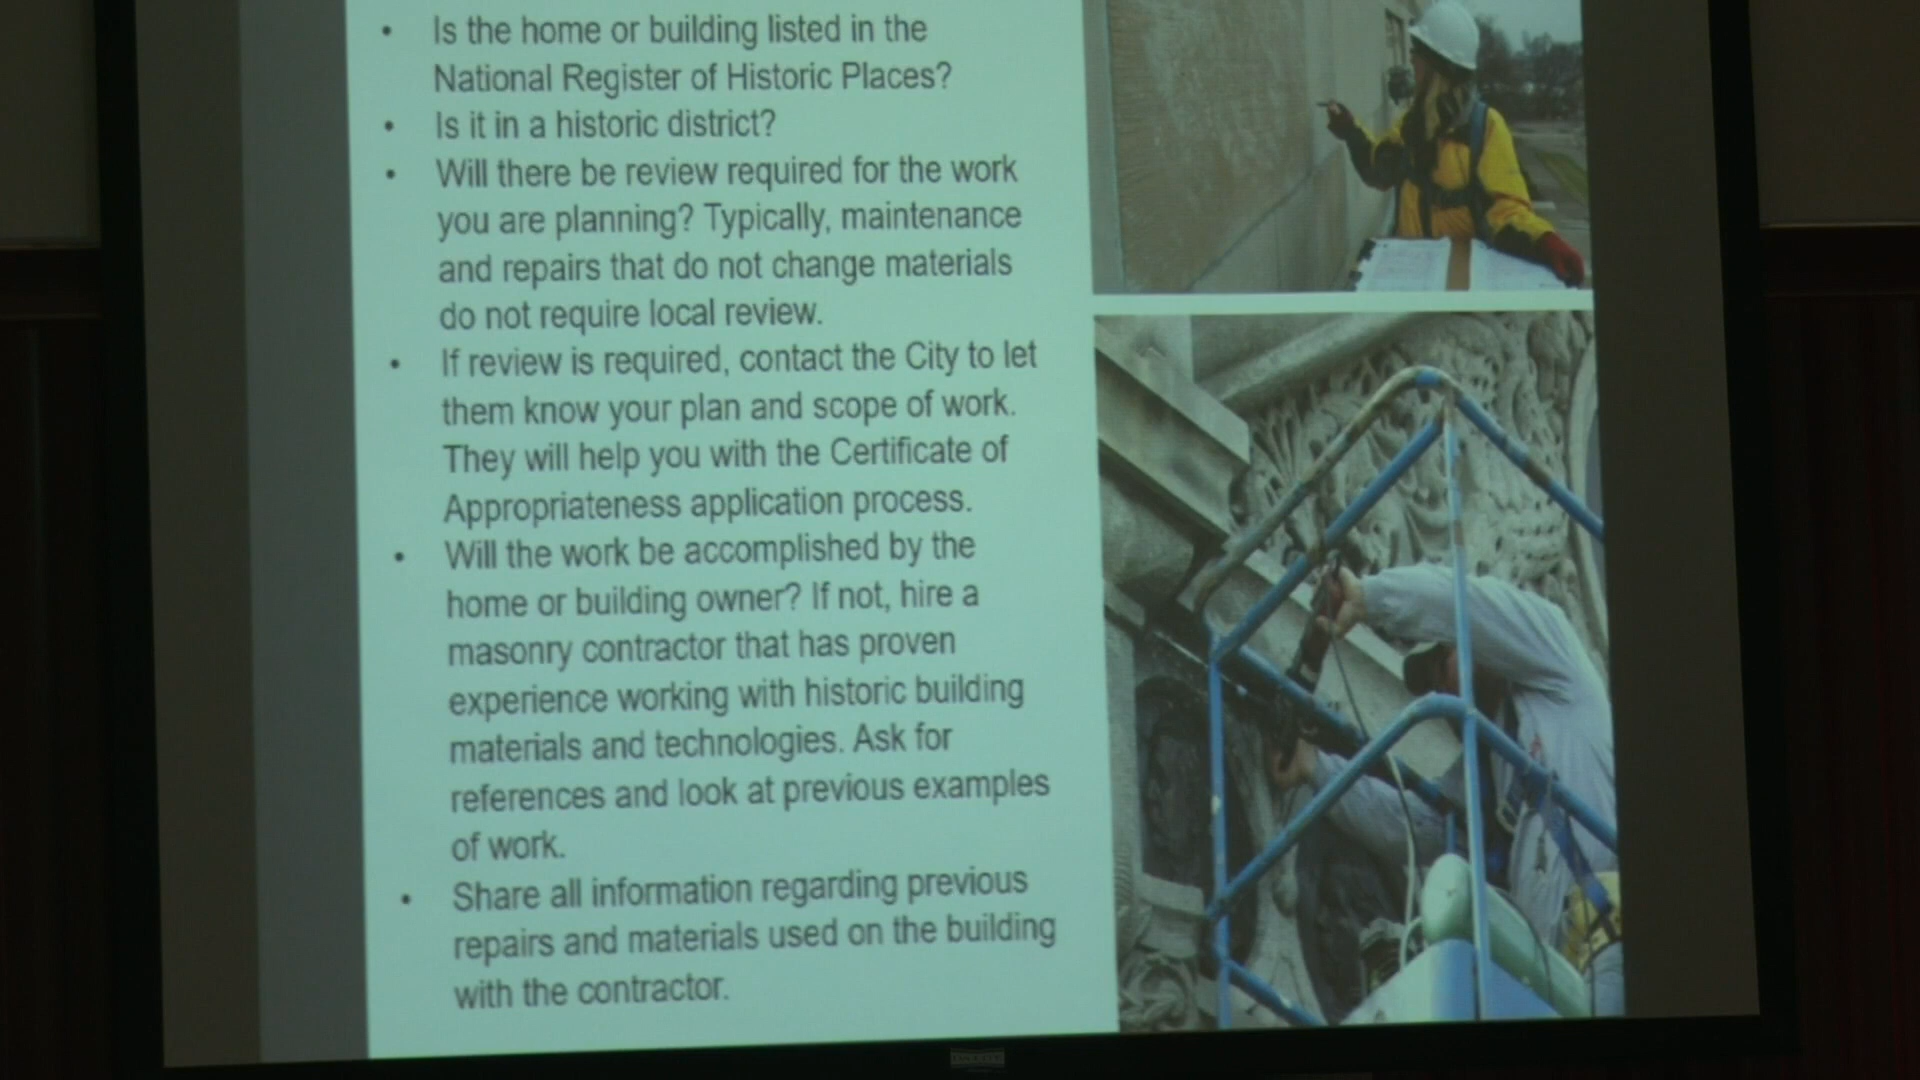 • Is the home or building listed in the
National Register of Historic Places?
• Is it in a historic district?
• Will there be review required for the work
you are planning? Typically, maintenance
and repairs that do not change materials
do not require local review.
• If review is required, contact the City to let
them know your plan and scope of work.
They will help you with the Certificate of
Appropriateness application process.
• Will the work be accomplished by the
home or building owner? If not, hire a
masonry contractor that has proven
experience working with historic building
materials and technologies. Ask for
references and look at previous examples
of work.
• Share all information regarding previous
repairs and materials used on the building
with the contractor.